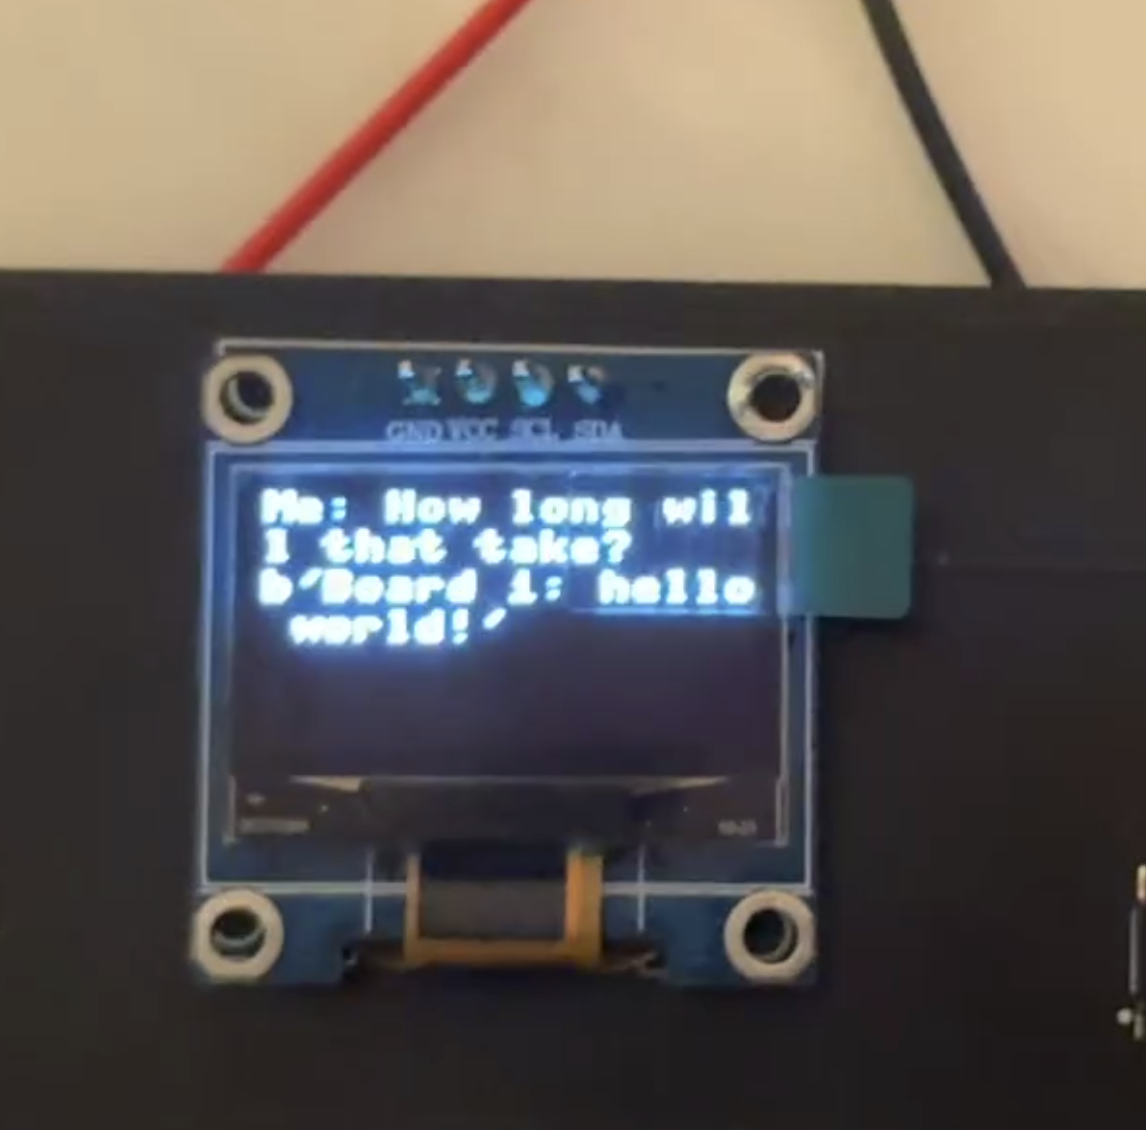 GND VCC SCL SDA
Me: How long wil
l that take?
b'Board 1: hello
world!'